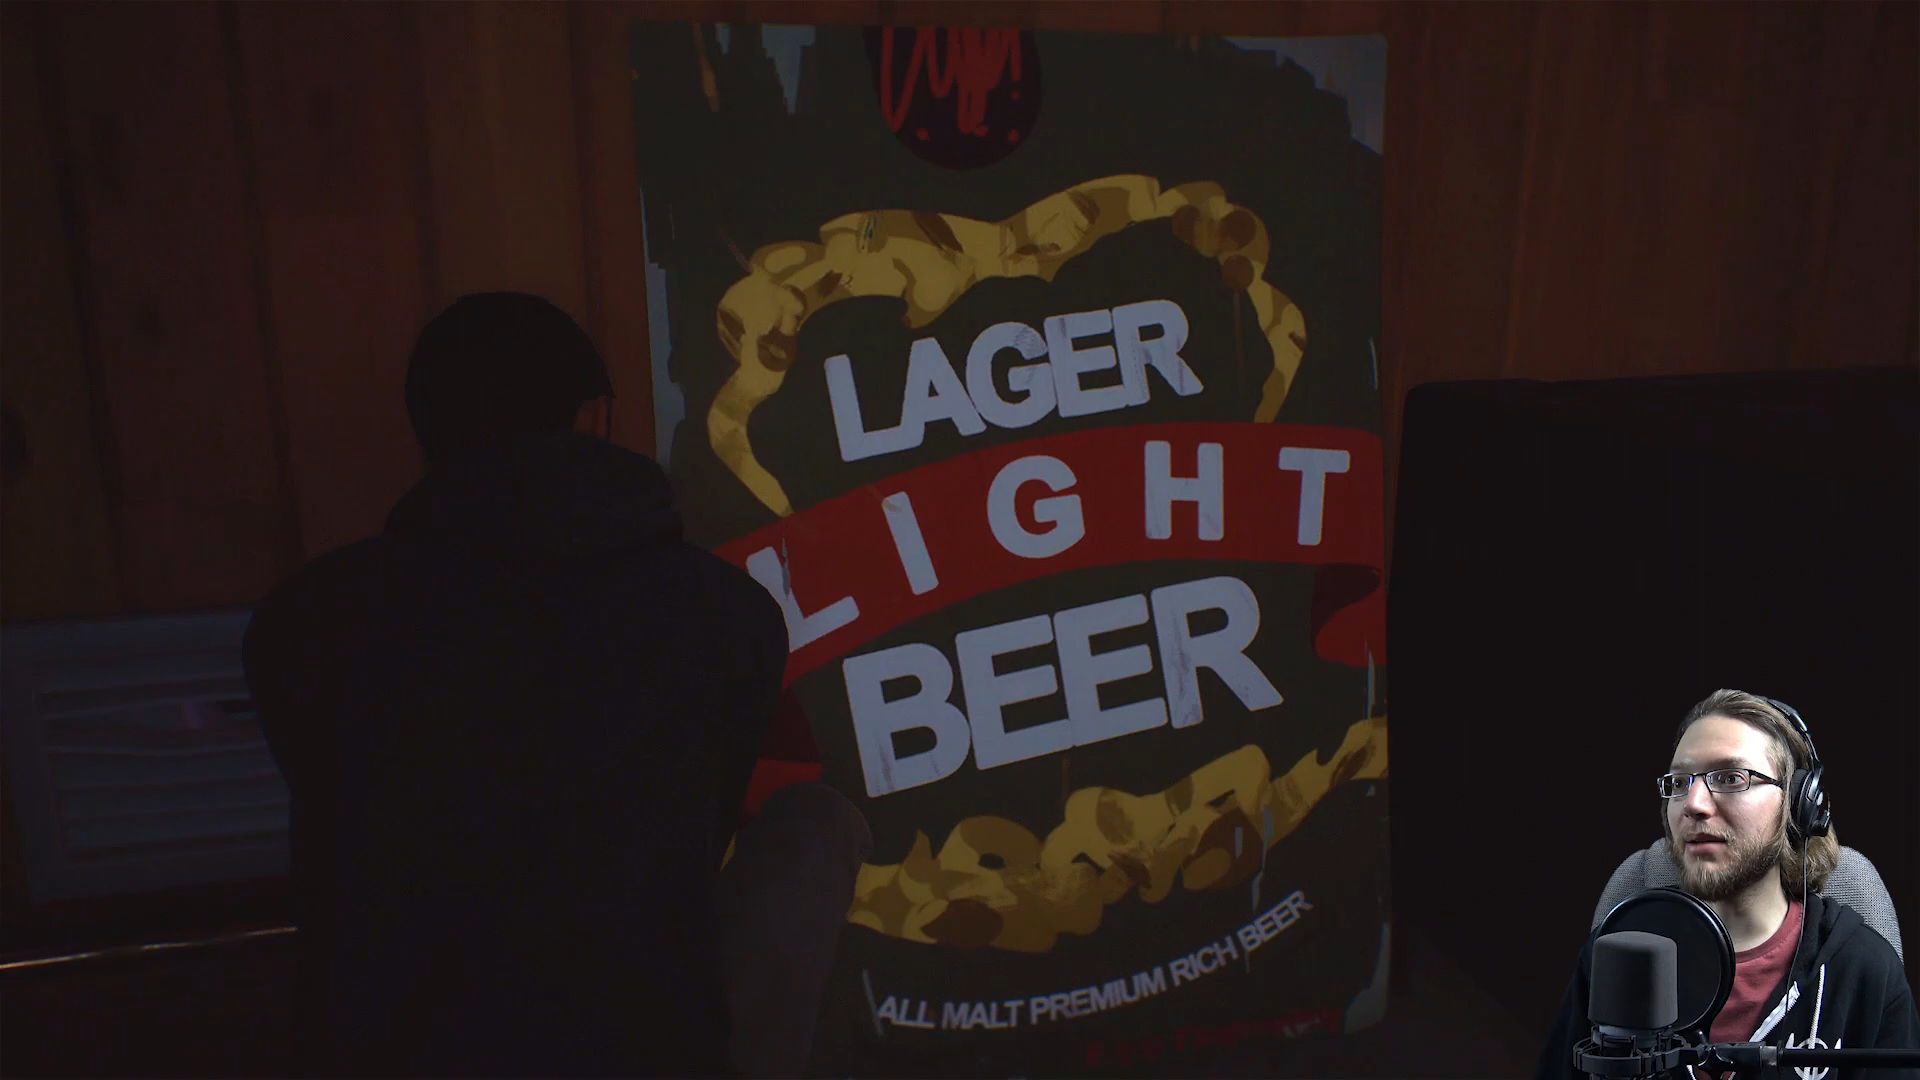 LAGER
LIGHT
BEER
ALL MALT PREMIUM RICH BEER